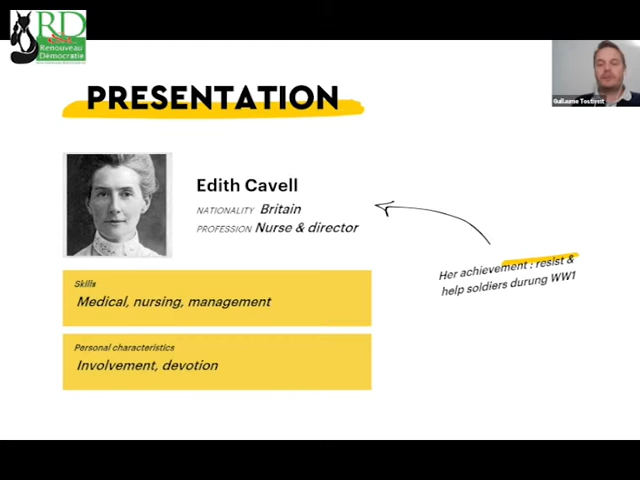 RD
Renouveau
Démocratie
Guillaume Tostivint
PRESENTATION
Edith Cavell
NATIONALITY Britain
PROFESSION Nurse & director
Her achievement : resist &
help soldiers durung WW1
Skills
Medical, nursing, management
Personal characteristics
Involvement, devotion